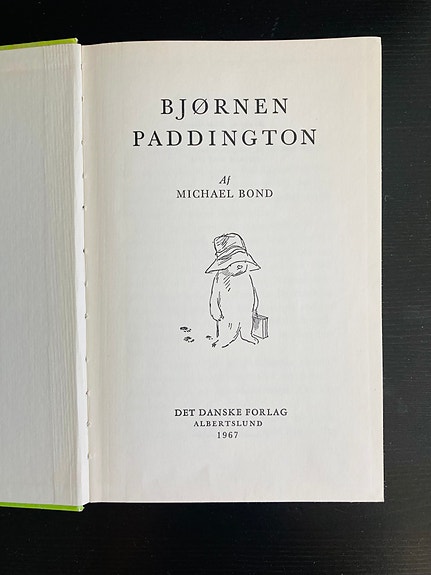 BJØRNEN
PADDINGTON
Af
MICHAEL BOND
DET DANSKE FORLAG
ALBERTSLUND
1967